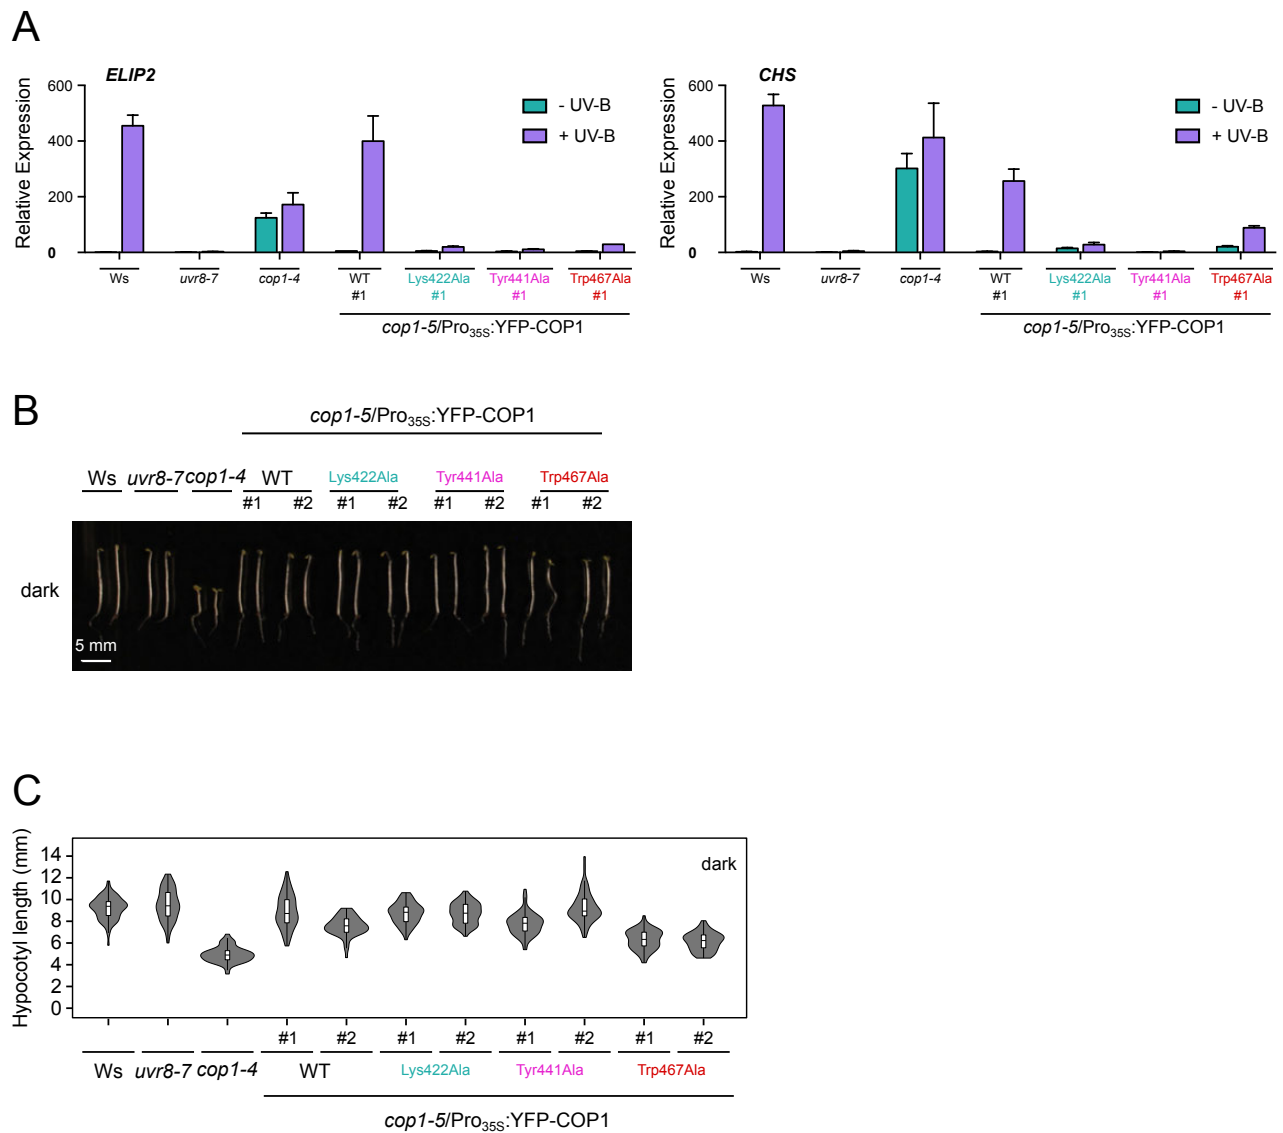 A
ELIP2
Relative Expression
600
400
200
0
- UV-B
+ UV-B
Ws
uvr8-7
cop1-4
WT
#1
Lys422Ala
#1
Tyr441Ala
#1
Trp467Ala
#1
cop1-5/Pro35S:YFP-COP1
CHS
Relative Expression
600
400
200
0
- UV-B
+ UV-B
Ws
uvr8-7
cop1-4
WT
#1
Lys422Ala
#1
Tyr441Ala
#1
Trp467Ala
#1
cop1-5/Pro35S:YFP-COP1
B
cop1-5/Pro35S:YFP-COP1
Ws uvr8-7 cop1-4 WT Lys422Ala Tyr441Ala Trp467Ala
#1 #2 #1 #2 #1 #2 #1 #2
dark
5 mm
C
Hypocotyl length (mm)
14
12
10
8
6
4
2
0
dark
#1 #2 #1 #2 #1 #2 #1 #2
Ws uvr8-7 cop1-4 WT Lys422Ala Tyr441Ala Trp467Ala
cop1-5/Pro35S:YFP-COP1